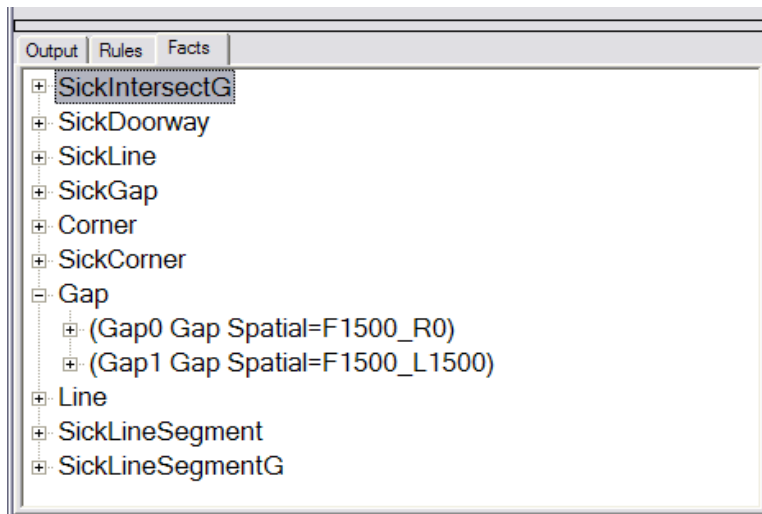 Output Rules Facts
SickIntersectG
SickDoorway
SickLine
SickGap
Corner
SickCorner
Gap
(Gap0 Gap Spatial=F1500_R0)
(Gap1 Gap Spatial=F1500_L1500)
Line
SickLineSegment
SickLineSegmentG